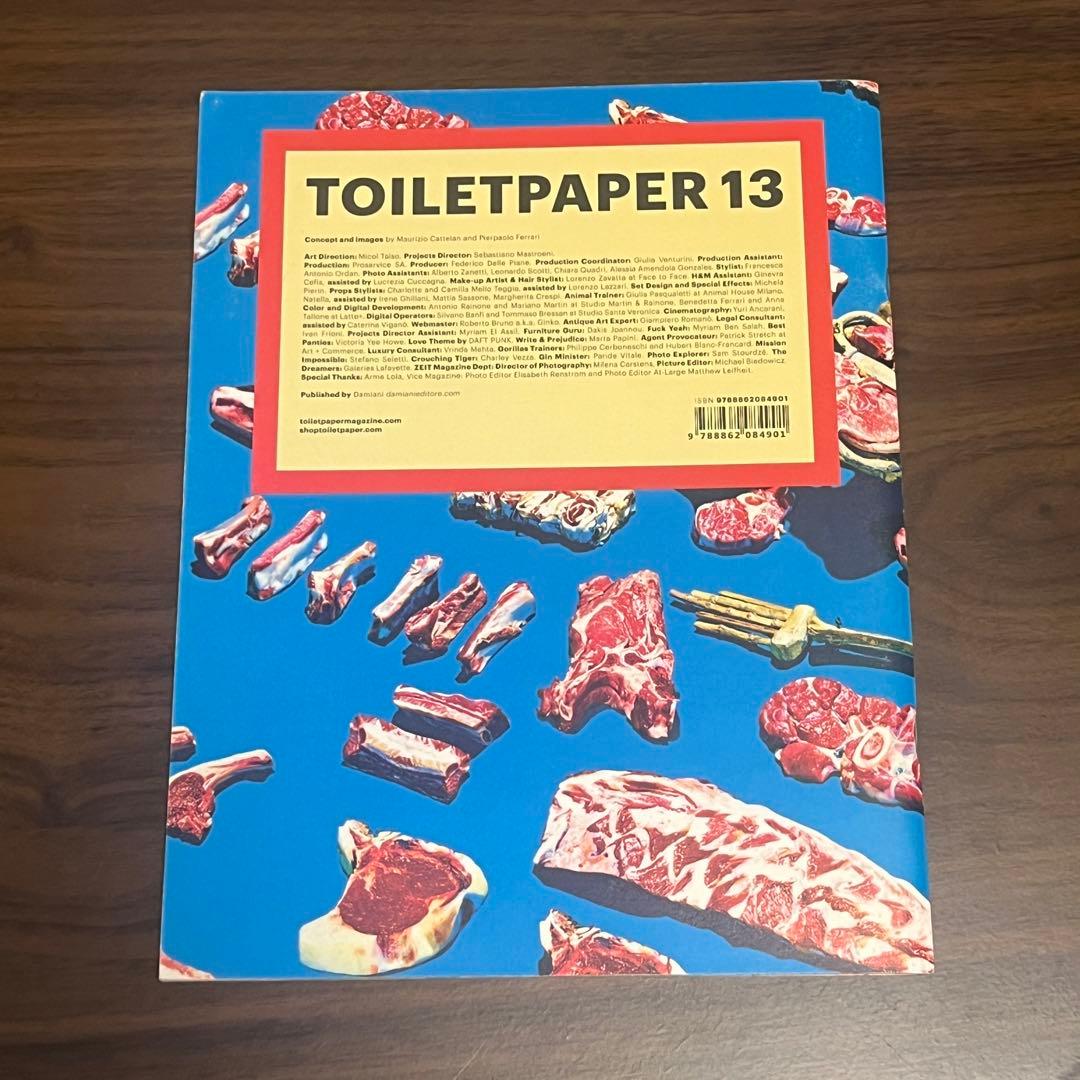 TOILETPAPER 13
Concept and images by Maurizio Cattelan and Pierpaolo Ferrari
Art Direction: Micol Talso. Projects Director: Sebastiano Mastroeni.
Production: Prosarvice SA. Producer: Federico Delle Piane. Production Coordinator: Giulia Venturini. Production Assistant:
Antonio Ordan. Photo Assistants: Alberto Zanetti, Leonardo Scotti, Chiara Quadri, Alessia Amendola Gonzales. Stylist: Francesca
Cefis, assisted by Lucrezia Cuccagna. Make-up Artist & Hair Stylist: Lorenzo Zavatta at Face to Face. H&M Assistant: Ginevra
Pierin. Props Stylists: Charlotte and Camilla Mello Teggia, assisted by Lorenzo Lazzari. Set Design and Special Effects: Michela
Natella, assisted by Irene Ghillani, Mattia Sassone, Margherita Crespi. Animal Trainer: Giulia Pasqualetti at Animal House Milano.
Color and Digital Development: Antonio Rainone and Mariano Martin at Studio Martin & Rainone, Benedetta Ferrari and Anna
Tallone at Latto+. Digital Operators: Silvano Banfi and Tommaso Bressan at Studio Santa Veronica. Cinematography: Yuri Ancarani,
assisted by Caterina Viganò. Webmaster: Roberto Bruno a.k.a. Ginko. Antique Art Expert: Giampiero Romanò. Legal Consultant:
Ivan Frioni. Projects Director Assistant: Myriam El Assil. Furniture Guru: Dakis Joannou. Fuck Yeah: Myriam Ben Salah. Best
Panties: Victoria Yee Howe. Love Theme by DAFT PUNK. Write & Prejudice: Marta Papini. Agent Provocateur: Patrick Stretch at
Art + Commerce. Luxury Consultant: Vrinda Mehta. Gorillas Trainers: Philippe Carboneschi and Hubert Blanc-Francard. Mission
Impossible: Stefano Seletti. Crouching Tiger: Charley Vezza. Gin Minister: Paride Vitale. Photo Explorer: Sam Stourdzé. The
Dreamers: Galeries Lafayette. ZEIT Magazine Dept: Director of Photography: Milena Carstens, Picture Editor: Michael Biedowicz.
Special Thanks: Arme Lola, Vice Magazine: Photo Editor Elisabeth Renstrom and Photo Editor At-Large Matthew Leifheit.
Published by Damiani damianieditore.com
toiletpapermagazine.com
shoptoiletpaper.com
ISBN 9788862084901
9 788862 084901